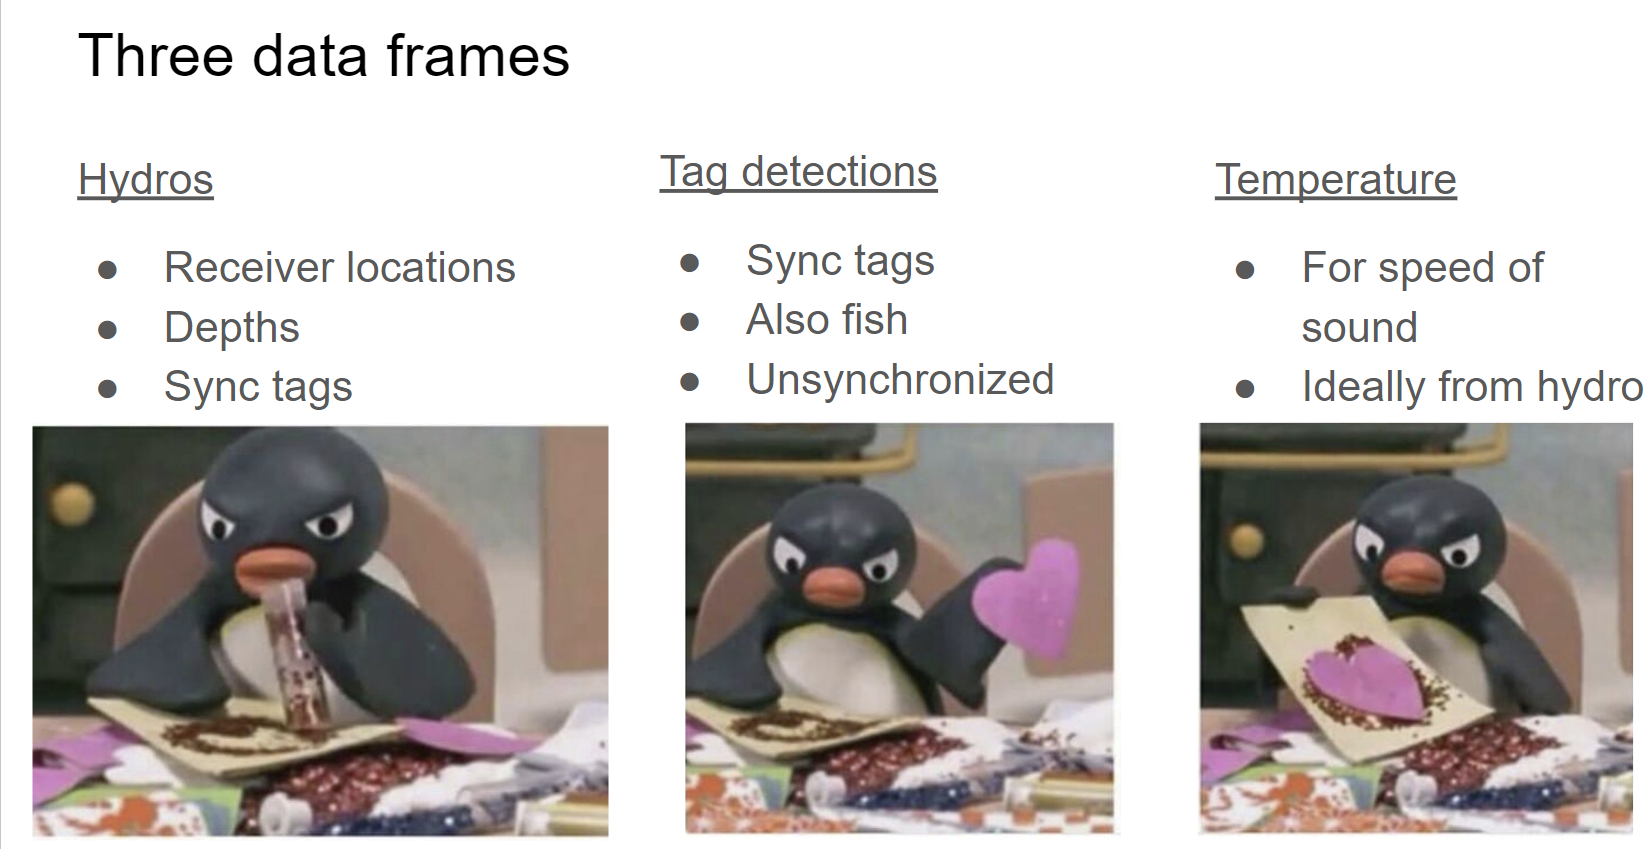 Three data frames
Hydros
Receiver locations
Depths
Sync tags
Tag detections
Sync tags
Also fish
Unsynchronized
Temperature
For speed of
sound
Ideally from hydro